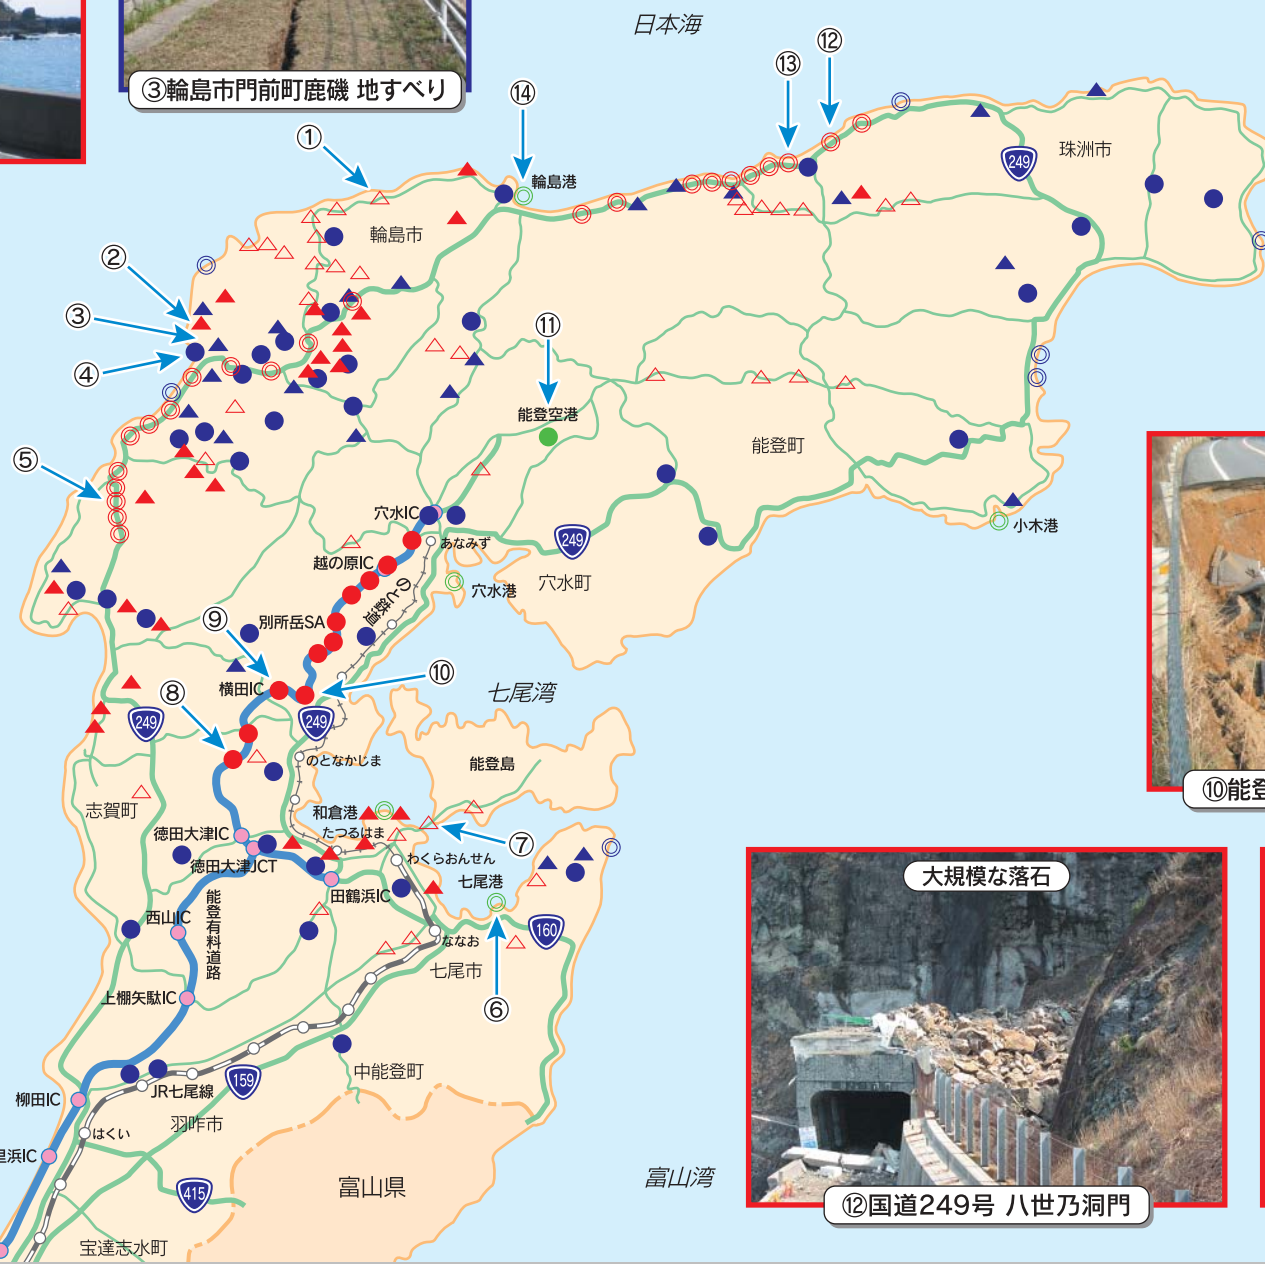 日本海
③輪島市門前町鹿磯 地すべり
⑭
⑬
⑫
①
輪島港
249
珠洲市
輪島市
②
③
④
⑪
能登空港
能登町
⑤
穴水IC
あなみず
249
小木港
越の原IC
穴水港
穴水町
のと鉄道
別所岳SA
⑨
横田IC
⑩
七尾湾
⑧
249
249
のとなかじま
能登島
志賀町
和倉港
たつるはま
⑦
徳田大津IC
徳田大津JCT
わくらおんせん
七尾港
田鶴浜IC
能登有料道路
西山IC
160
ななお
七尾市
上棚矢駄IC
⑥
中能登町
159
JR七尾線
柳田IC
羽咋市
はくい
里浜IC
415
富山県
富山湾
宝達志水町
⑩能登
大規模な落石
⑫国道249号 八世乃洞門